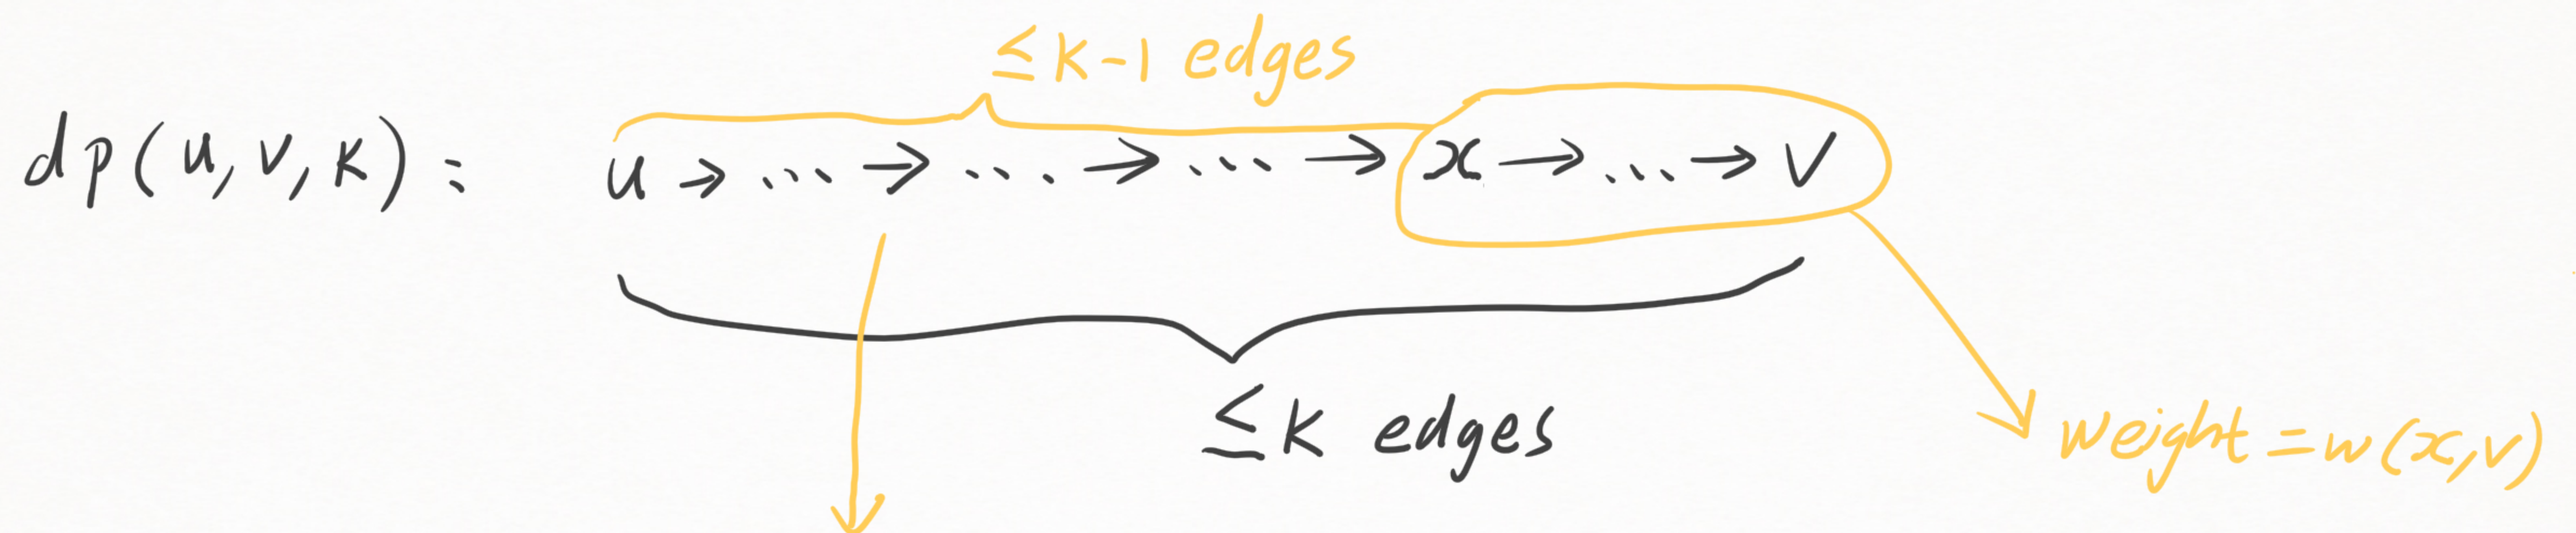 ≤ k-1 edges
dp(u,v,k): u → ... → ... → ... → x → ... → v
≤ k edges
weight = w(x,v)